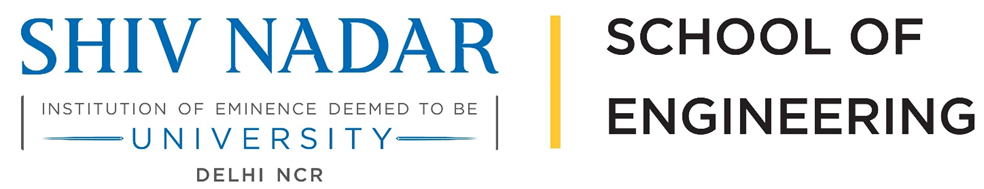 SHIV NADAR
INSTITUTION OF EMINENCE DEEMED TO BE
UNIVERSITY
DELHI NCR
SCHOOL OF
ENGINEERING